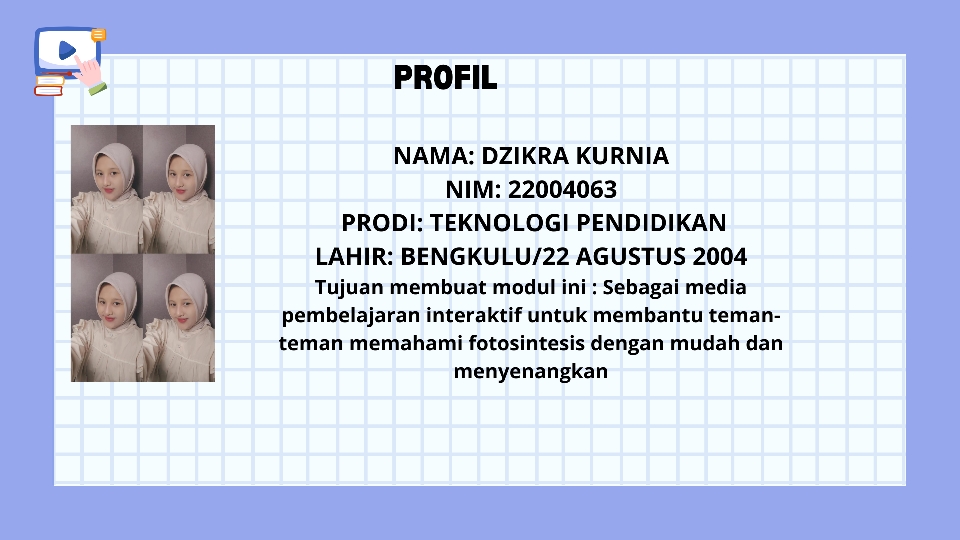 PROFIL
NAMA: DZIKRA KURNIA
NIM: 22004063
PRODI: TEKNOLOGI PENDIDIKAN
LAHIR: BENGKULU/22 AGUSTUS 2004
Tujuan membuat modul ini : Sebagai media
pembelajaran interaktif untuk membantu teman-
teman memahami fotosintesis dengan mudah dan
menyenangkan